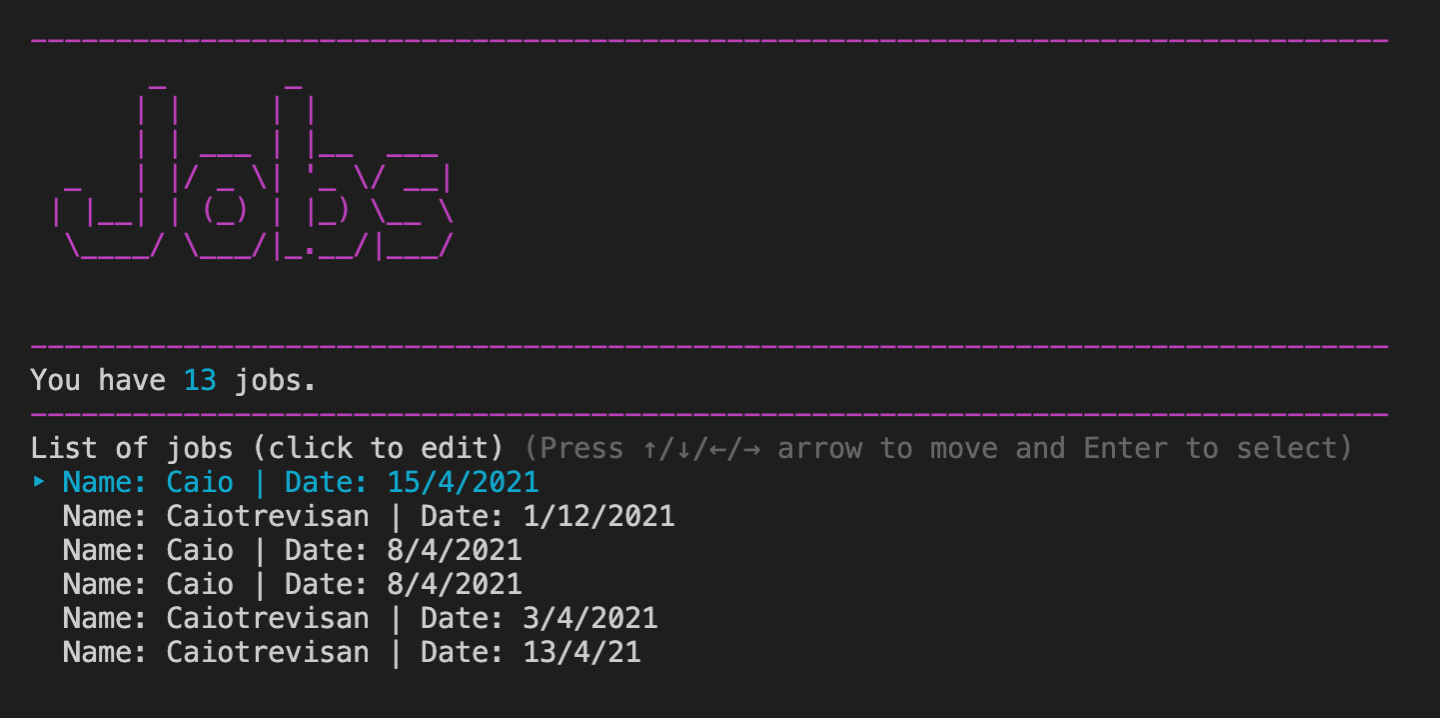 Jobs
You have 13 jobs.
List of jobs (click to edit) (Press ↑/↓/←/→ arrow to move and Enter to select)
‣ Name: Caio | Date: 15/4/2021
Name: Caiotrevisan | Date: 1/12/2021
Name: Caio | Date: 8/4/2021
Name: Caio | Date: 8/4/2021
Name: Caiotrevisan | Date: 3/4/2021
Name: Caiotrevisan | Date: 13/4/21